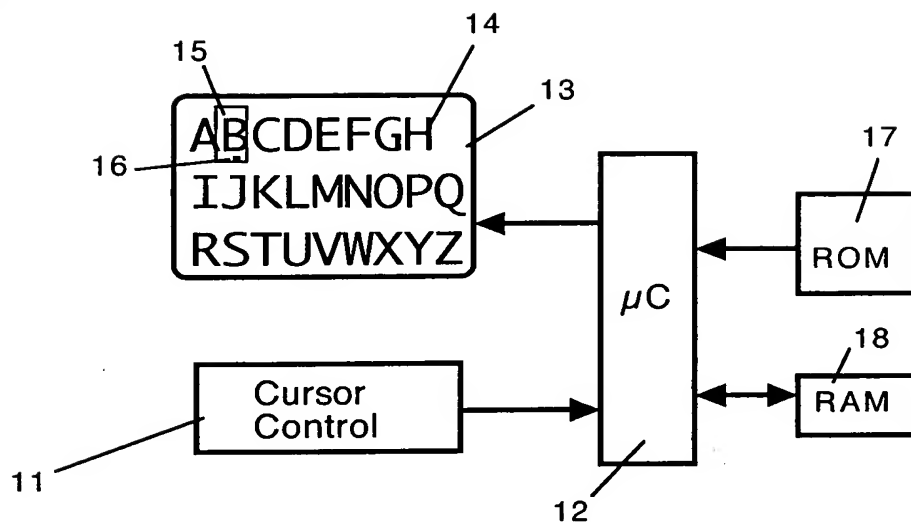 14
15
13
ABCDEFGH
16
17
IJKLMNOPQ
RSTUVWXYZ
ROM
µC
18
Cursor
Control
RAM
11
12